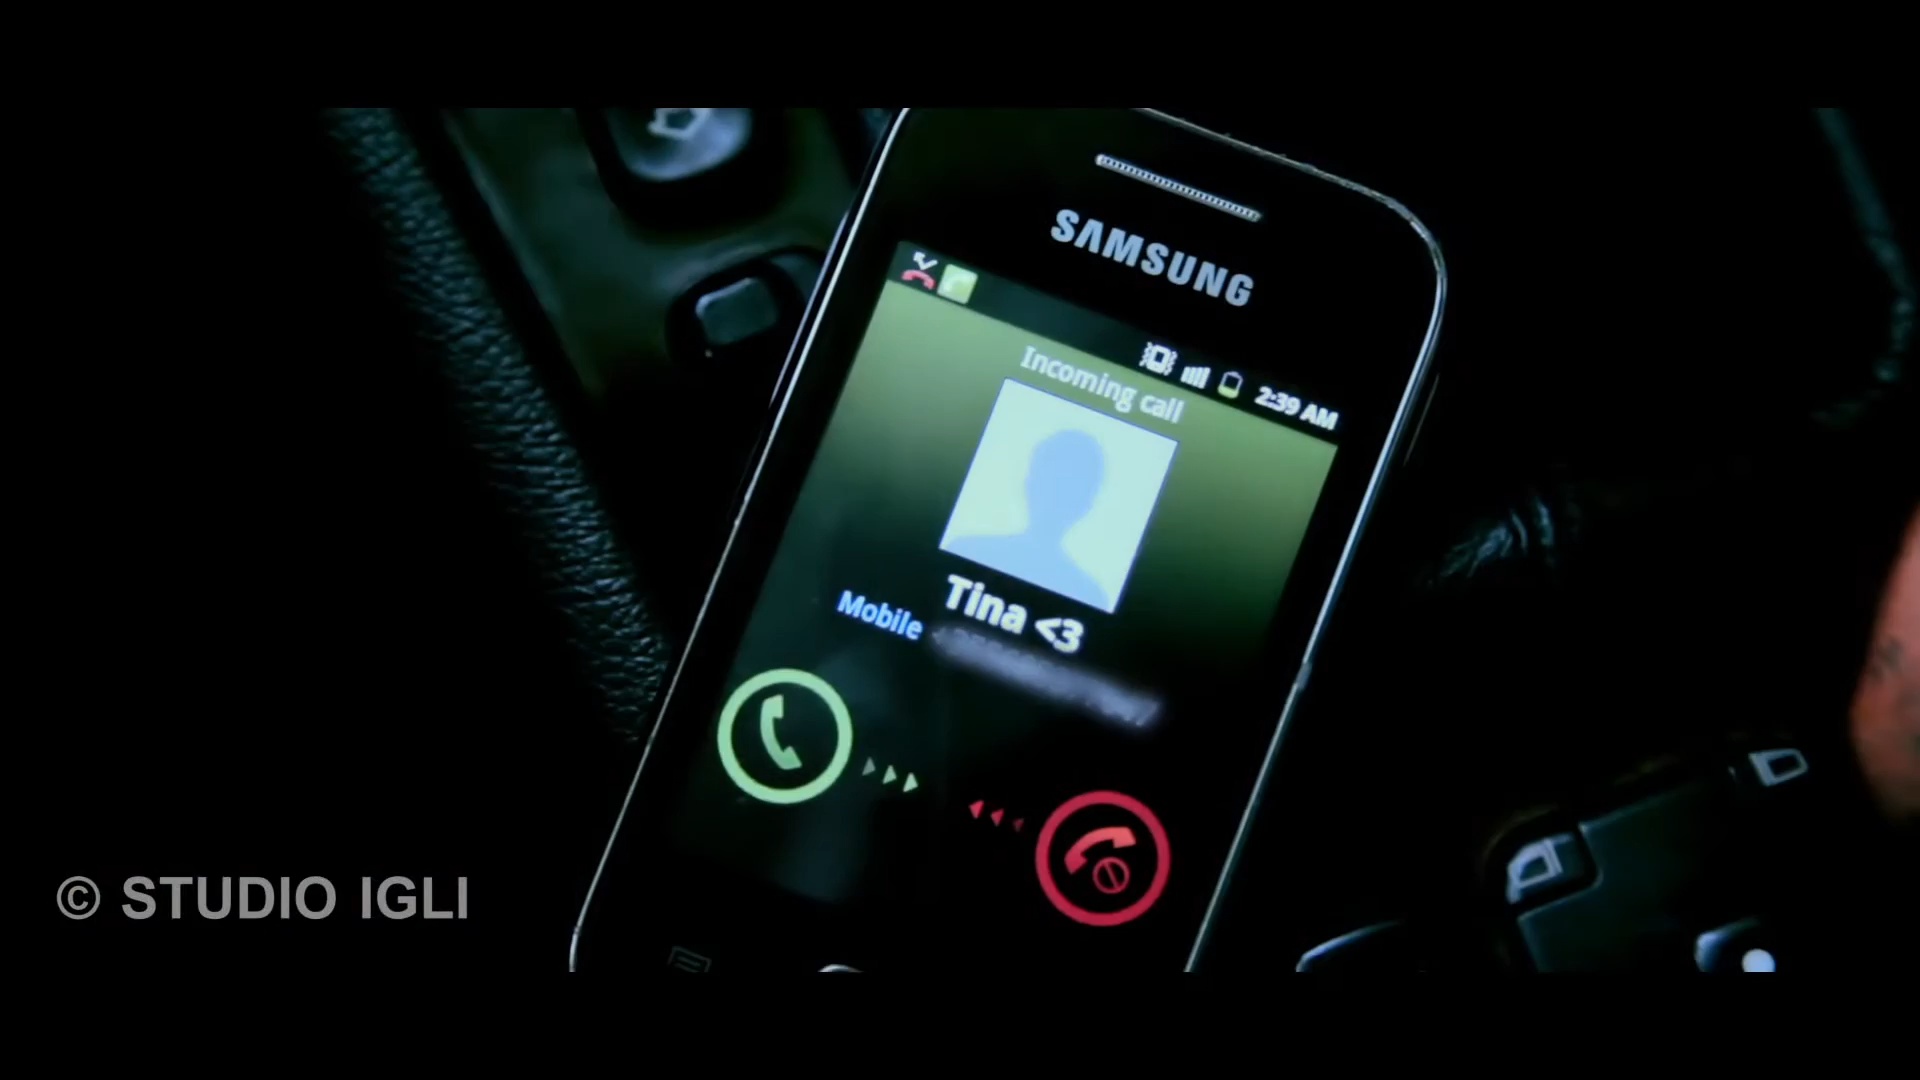 SAMSUNG
2:39 AM
Incoming call
Tina <3
Mobile
© STUDIO IGLI